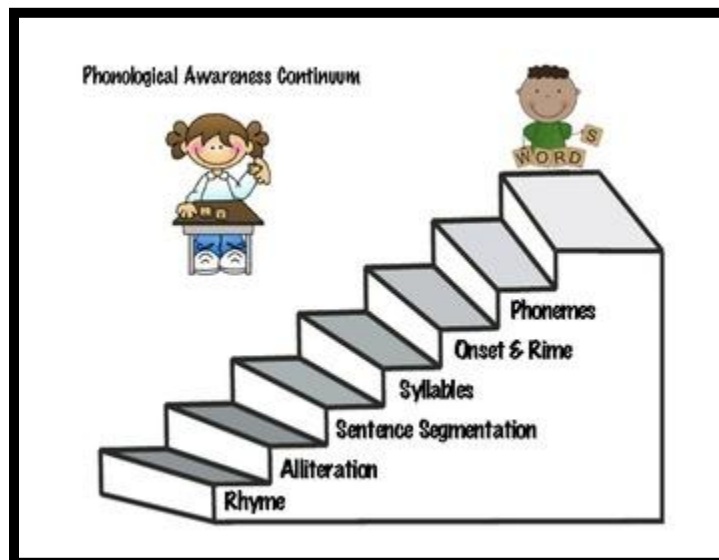 Phonological Awareness Continuum
S
WORD
Phonemes
Onset & Rime
Syllables
Sentence Segmentation
Alliteration
Rhyme